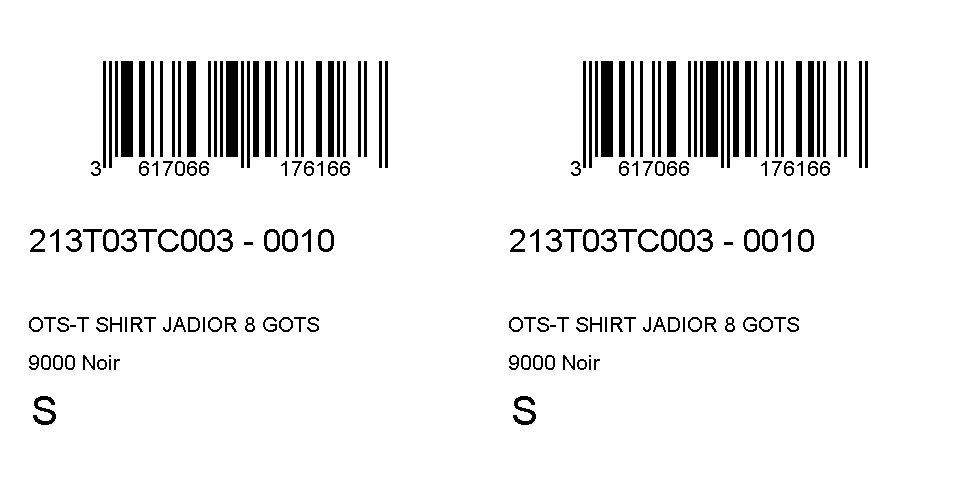 3 617066 176166
213T03TC003 - 0010
OTS-T SHIRT JADIOR 8 GOTS
9000 Noir
S
3 617066 176166
213T03TC003 - 0010
OTS-T SHIRT JADIOR 8 GOTS
9000 Noir
S